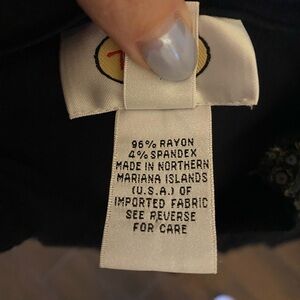 96% RAYON
4% SPANDEX
MADE IN NORTHERN
MARIANA ISLANDS
(U.S.A.) OF
IMPORTED FABRIC
SEE REVERSE
FOR CARE